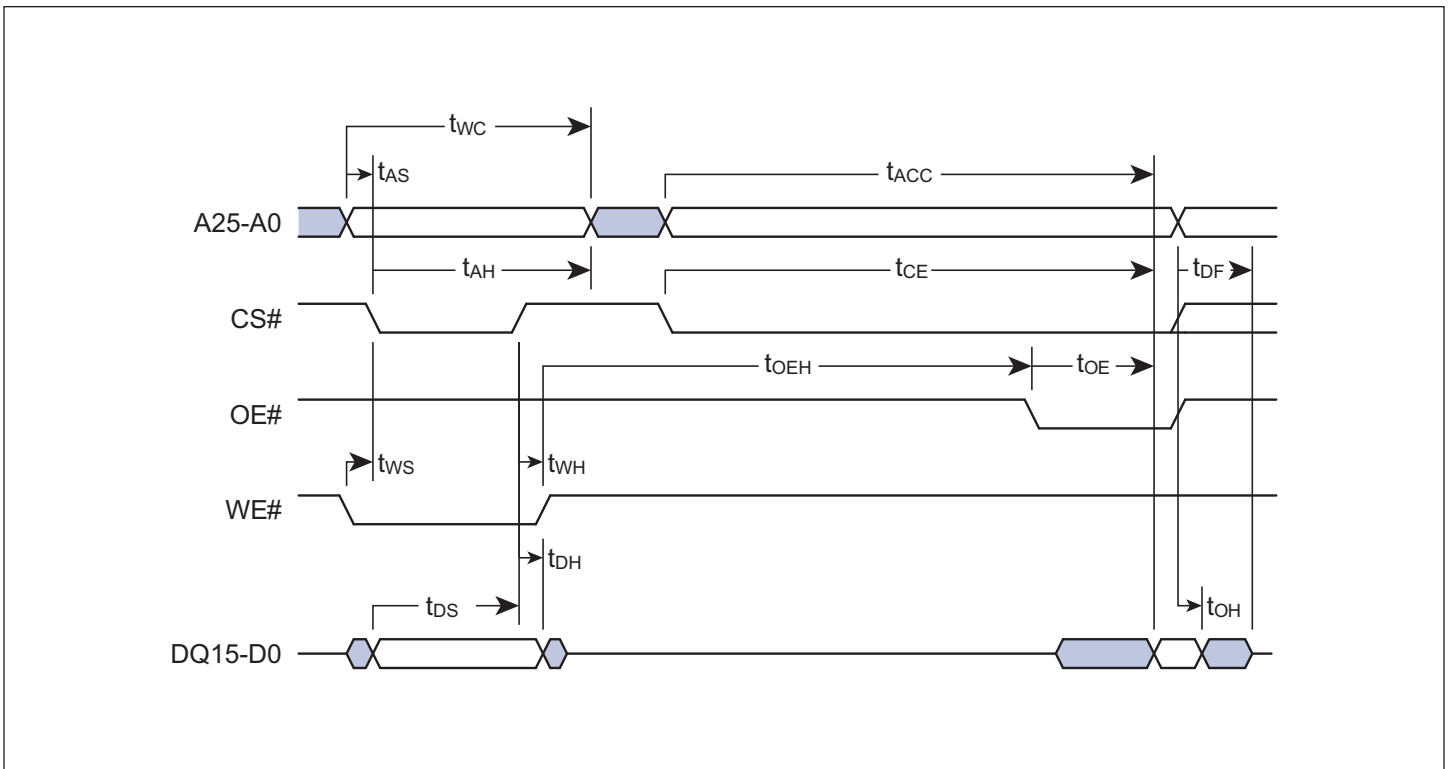 tWC
tAS
tACC
A25-A0
tAH
tCE
tDF
CS#
tOEH
tOE
OE#
tWS
tWH
WE#
tDH
tDS
tOH
DQ15-D0